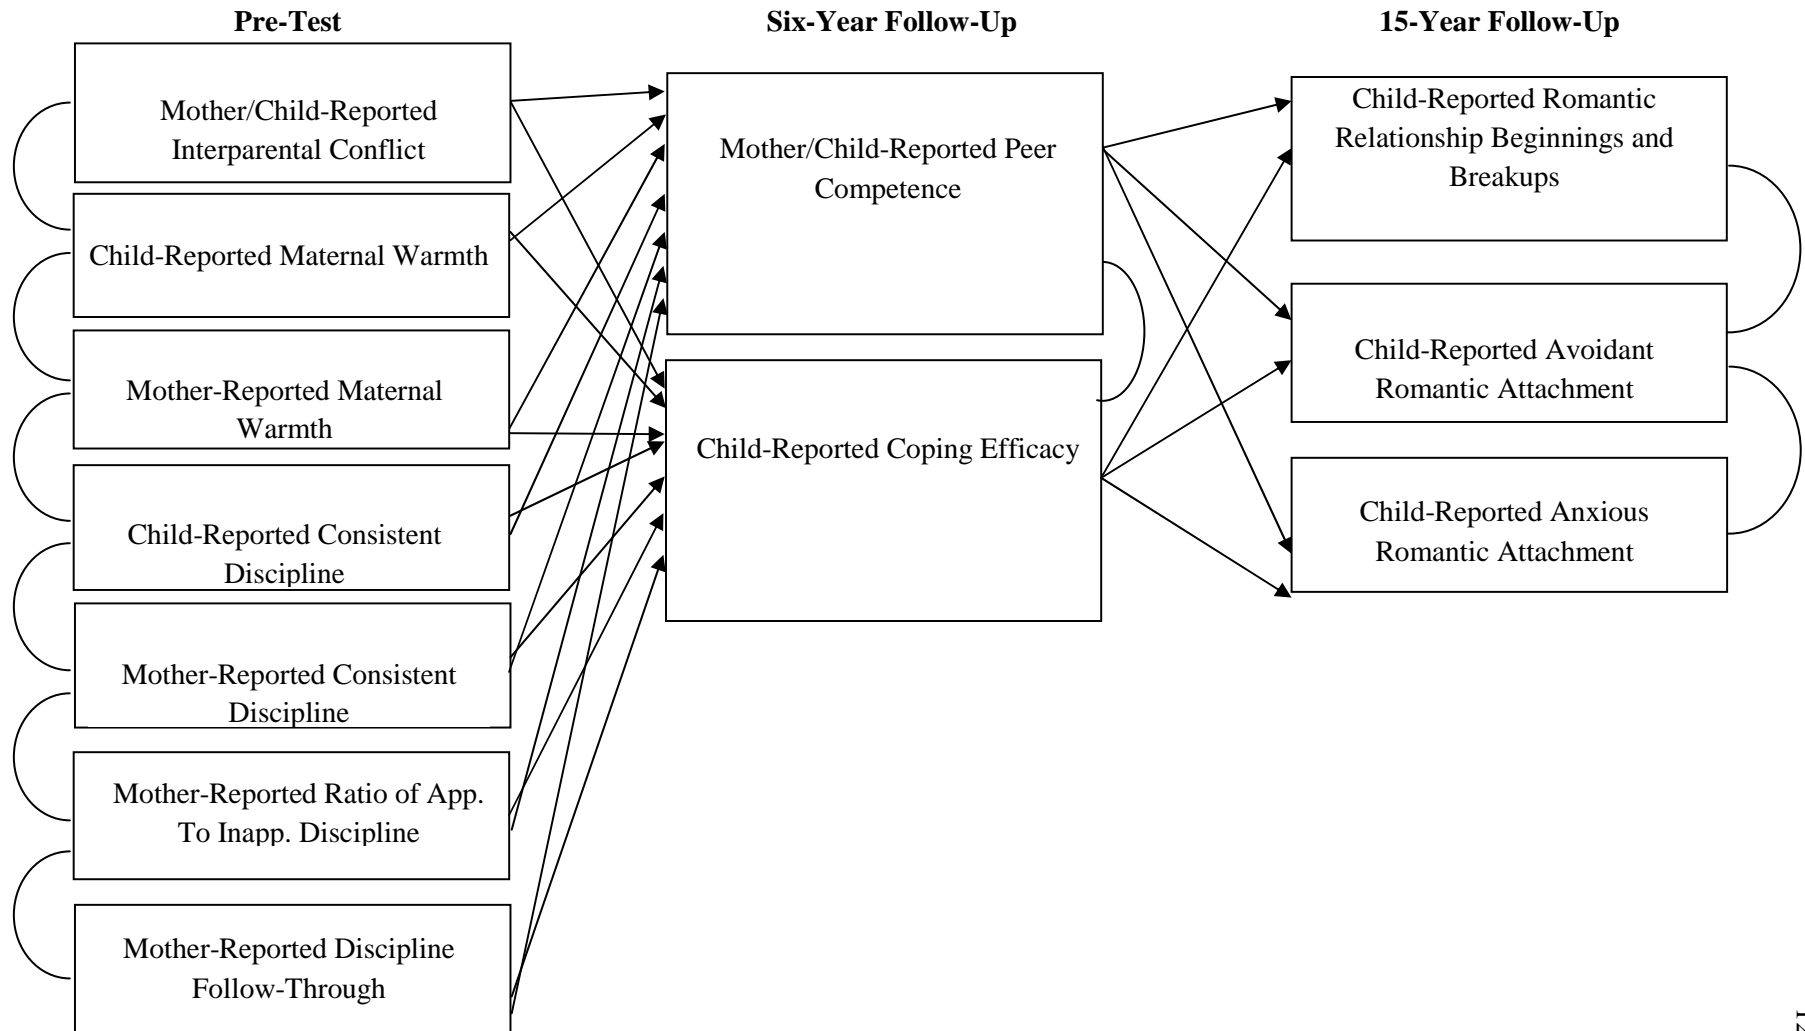 Pre-Test
Six-Year Follow-Up
15-Year Follow-Up
Mother/Child-Reported
Interparental Conflict
Child-Reported Maternal Warmth
Mother-Reported Maternal
Warmth
Child-Reported Consistent
Discipline
Mother-Reported Consistent
Discipline
Mother-Reported Ratio of App.
To Inapp. Discipline
Mother-Reported Discipline
Follow-Through
Mother/Child-Reported Peer
Competence
Child-Reported Coping Efficacy
Child-Reported Romantic
Relationship Beginnings and
Breakups
Child-Reported Avoidant
Romantic Attachment
Child-Reported Anxious
Romantic Attachment